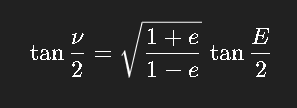 tan ν/2 = √((1 + e)/(1 − e)) tan E/2